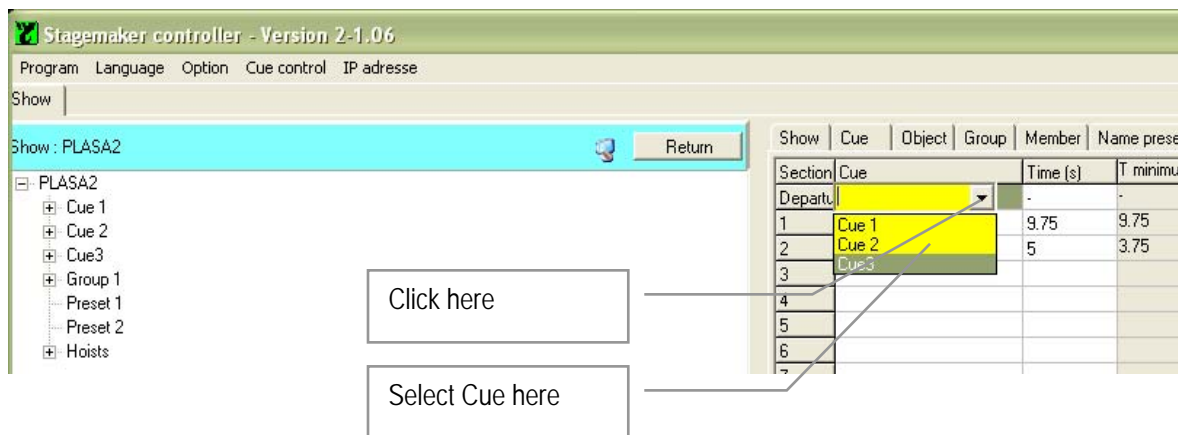 Stagemaker controller - Version 2-1.06
Program Language Option Cue control IP adresse
Show
Show : PLASA2 Return
PLASA2
Cue 1
Cue 2
Cue3
Group 1
Preset 1
Preset 2
Hoists
Show Cue Object Group Member Name prese
Section Cue Time (s) T minimu
Departu - -
1 9.75 9.75
2 5 3.75
3
4
5
6
7
Cue 1
Cue 2
Cue3
Click here
Select Cue here